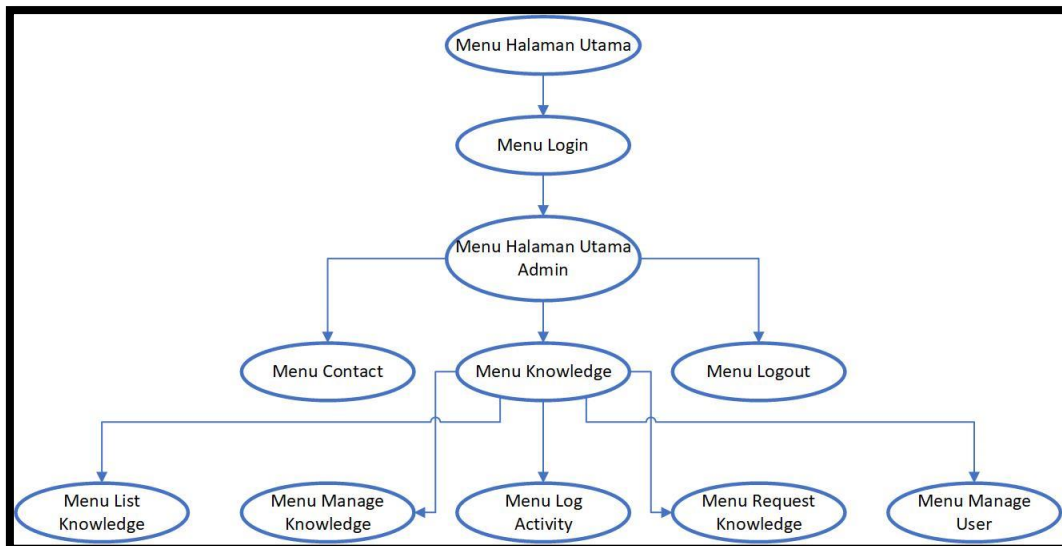 Menu Halaman Utama
Menu Login
Menu Halaman Utama
Admin
Menu Contact
Menu Knowledge
Menu Logout
Menu List
Knowledge
Menu Manage
Knowledge
Menu Log
Activity
Menu Request
Knowledge
Menu Manage
User